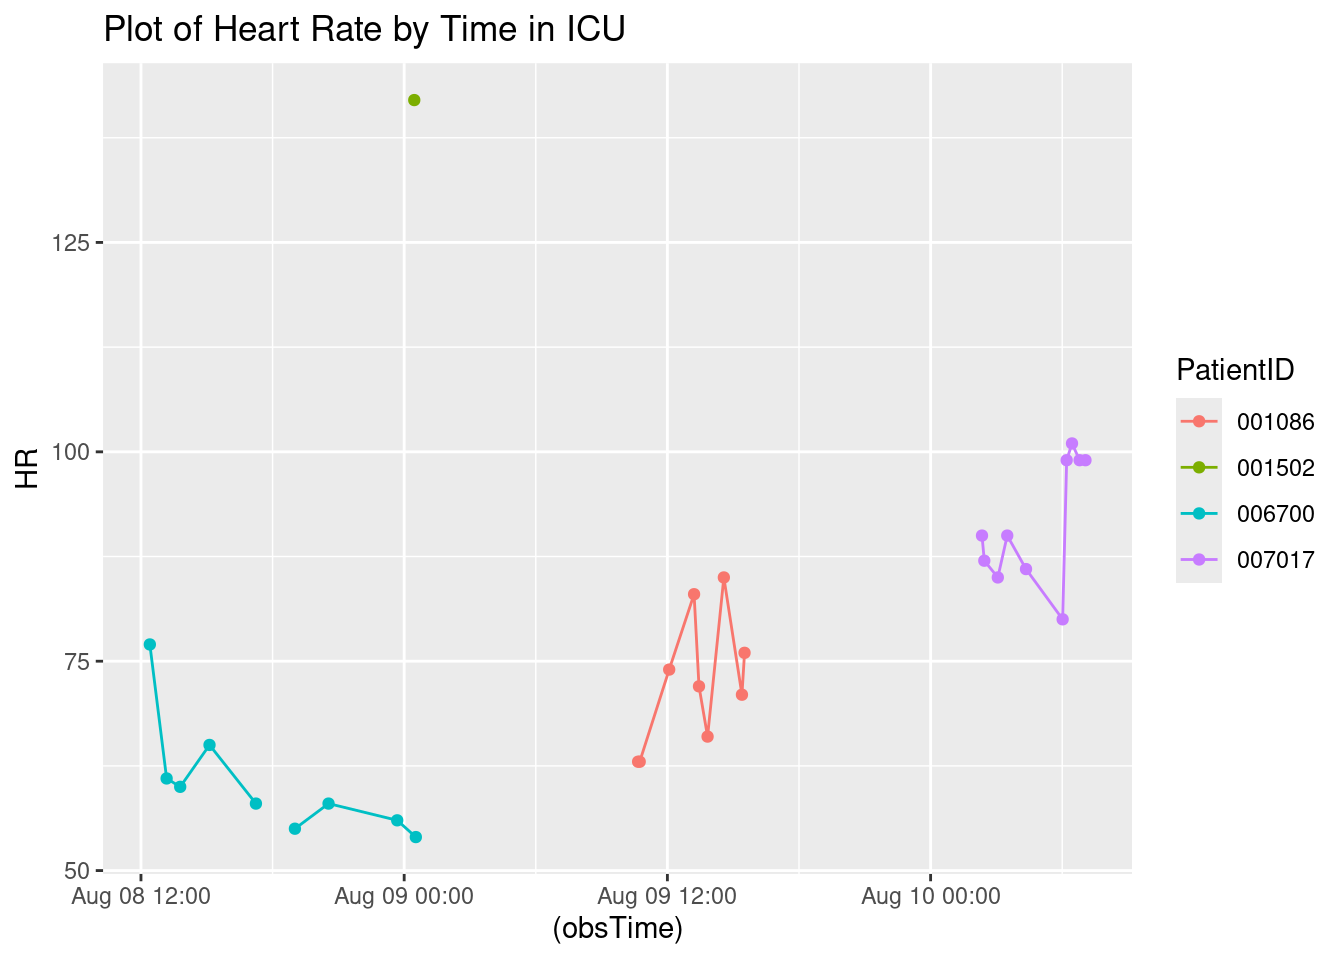 Plot of Heart Rate by Time in ICU
HR
125
100
75
50
Aug 08 12:00 Aug 09 00:00 Aug 09 12:00 Aug 10 00:00
(obsTime)
PatientID
001086
001502
006700
007017